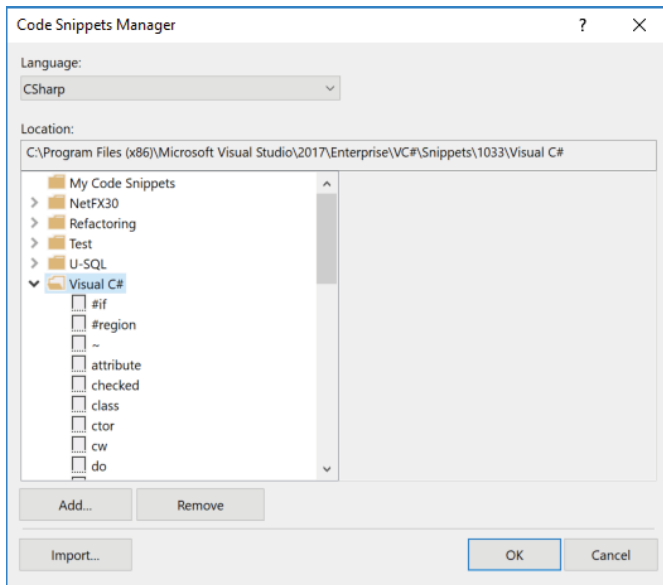 Code Snippets Manager ?
Language:
CSharp
Location:
C:\Program Files (x86)\Microsoft Visual Studio\2017\Enterprise\VC#\Snippets\1033\Visual C#
My Code Snippets
NetFX30
Refactoring
Test
U-SQL
Visual C#
#if
#region
~
attribute
checked
class
ctor
cw
do
Add... Remove
Import... OK Cancel